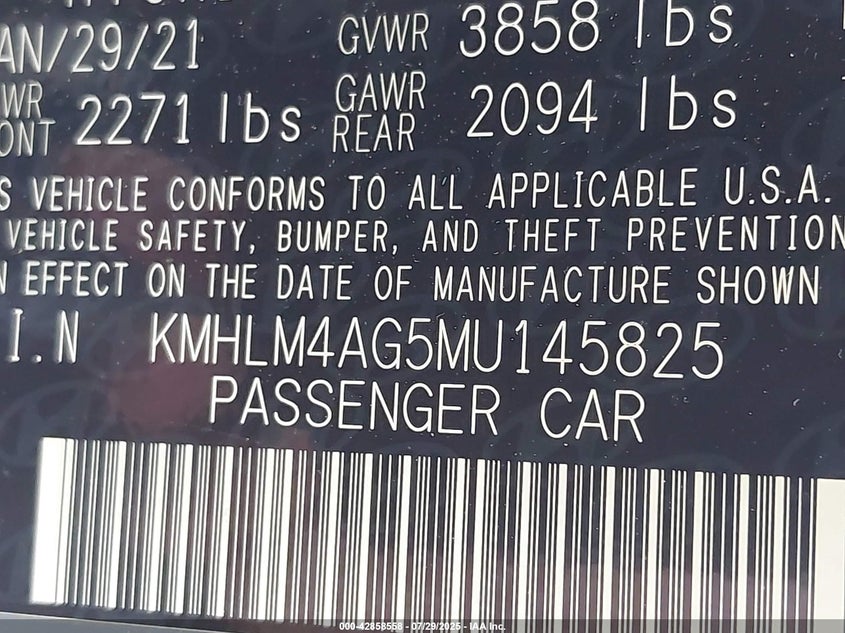 AN/29/21 GVWR 3858 lbs
WR ONT 2271 lbs GAWR REAR 2094 lbs
S VEHICLE CONFORMS TO ALL APPLICABLE U.S.A.
VEHICLE SAFETY, BUMPER, AND THEFT PREVENTION
N EFFECT ON THE DATE OF MANUFACTURE SHOWN
I.N KMHLM4AG5MU145825
PASSENGER CAR
000-42858558 - 07/29/2025 - IAA Inc.